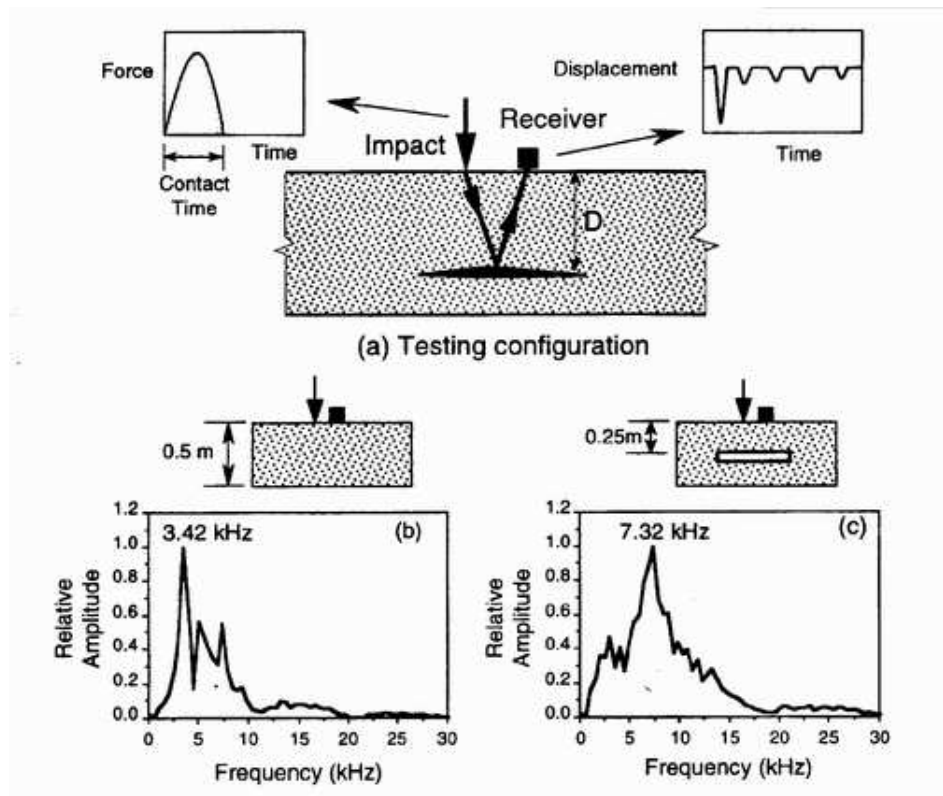 Force
Time
Contact
Time
Impact
Receiver
Displacement
Time
D
(a) Testing configuration
0.5 m
0.25m
1.2
1.0
0.8
0.6
0.4
0.2
0.0
3.42 kHz
(b)
Relative
Amplitude
0 5 10 15 20 25 30
Frequency (kHz)
1.2
1.0
0.8
0.6
0.4
0.2
0.0
7.32 kHz
(c)
Relative
Amplitude
0 5 10 15 20 25 30
Frequency (kHz)